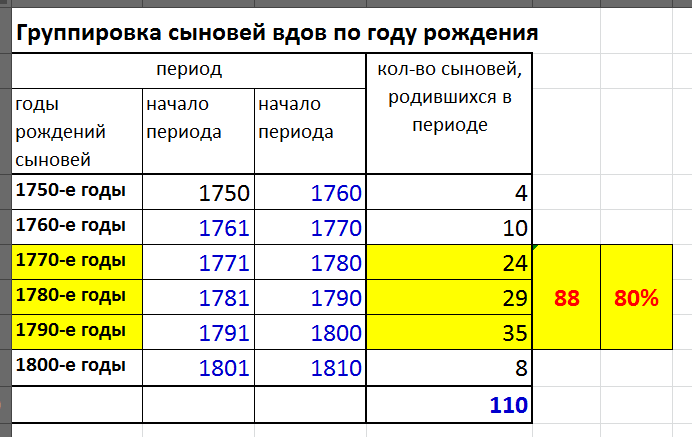 Группировка сыновей вдов по году рождения
период кол-во сыновей, родившихся в периоде
годы рождений сыновей начало периода начало периода
1750-е годы 1750 1760 4
1760-е годы 1761 1770 10
1770-е годы 1771 1780 24
1780-е годы 1781 1790 29 88 80%
1790-е годы 1791 1800 35
1800-е годы 1801 1810 8
110